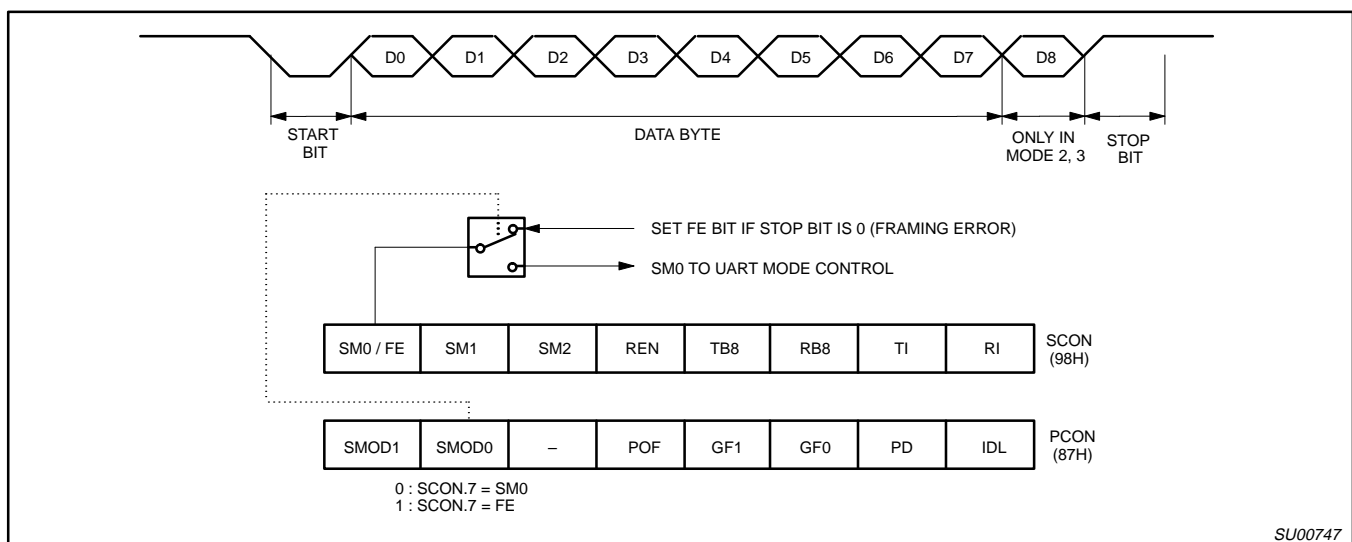 D0 D1 D2 D3 D4 D5 D6 D7 D8
START
BIT
DATA BYTE
ONLY IN
MODE 2, 3
STOP
BIT
SET FE BIT IF STOP BIT IS 0 (FRAMING ERROR)
SM0 TO UART MODE CONTROL
SM0 / FE SM1 SM2 REN TB8 RB8 TI RI
SCON
(98H)
SMOD1 SMOD0 – POF GF1 GF0 PD IDL
PCON
(87H)
0 : SCON.7 = SM0
1 : SCON.7 = FE
SU00747